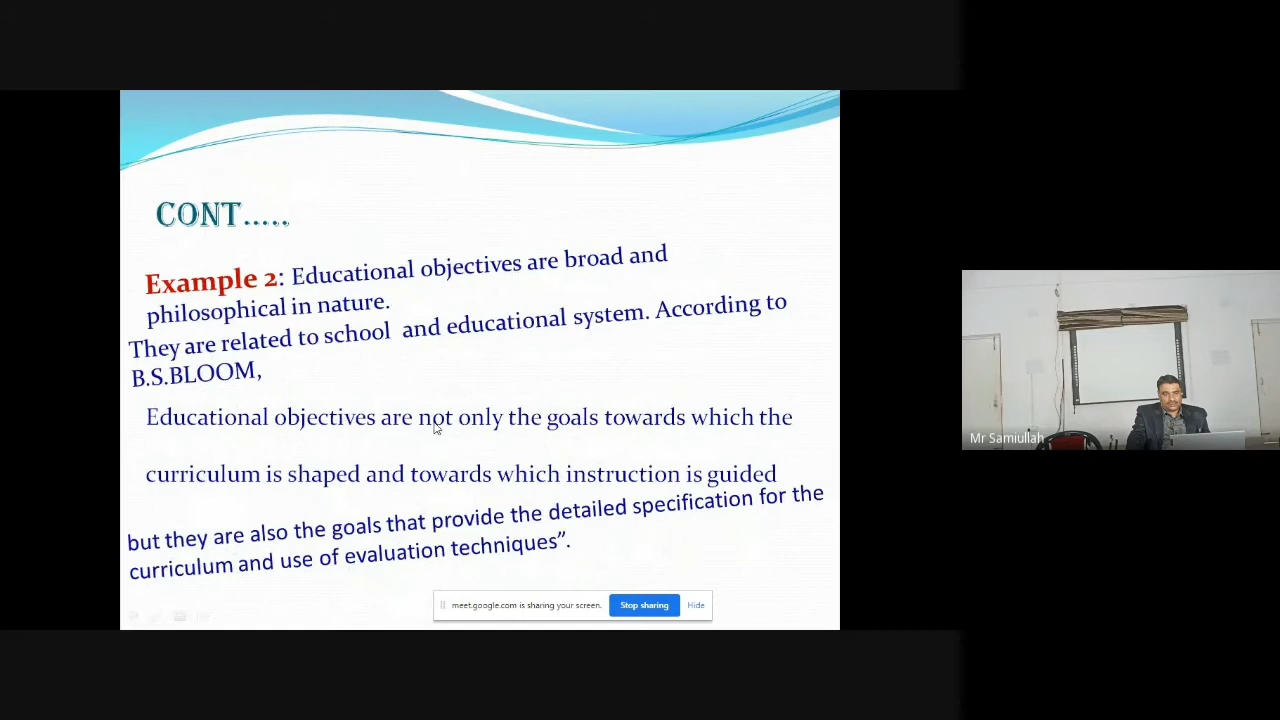 CONT.....
Example 2: Educational objectives are broad and
philosophical in nature.
They are related to school and educational system. According to
B.S.BLOOM,
Educational objectives are not only the goals towards which the
curriculum is shaped and towards which instruction is guided
but they are also the goals that provide the detailed specification for the
curriculum and use of evaluation techniques”.
meet.google.com is sharing your screen. Stop sharing Hide
Mr Samiullah